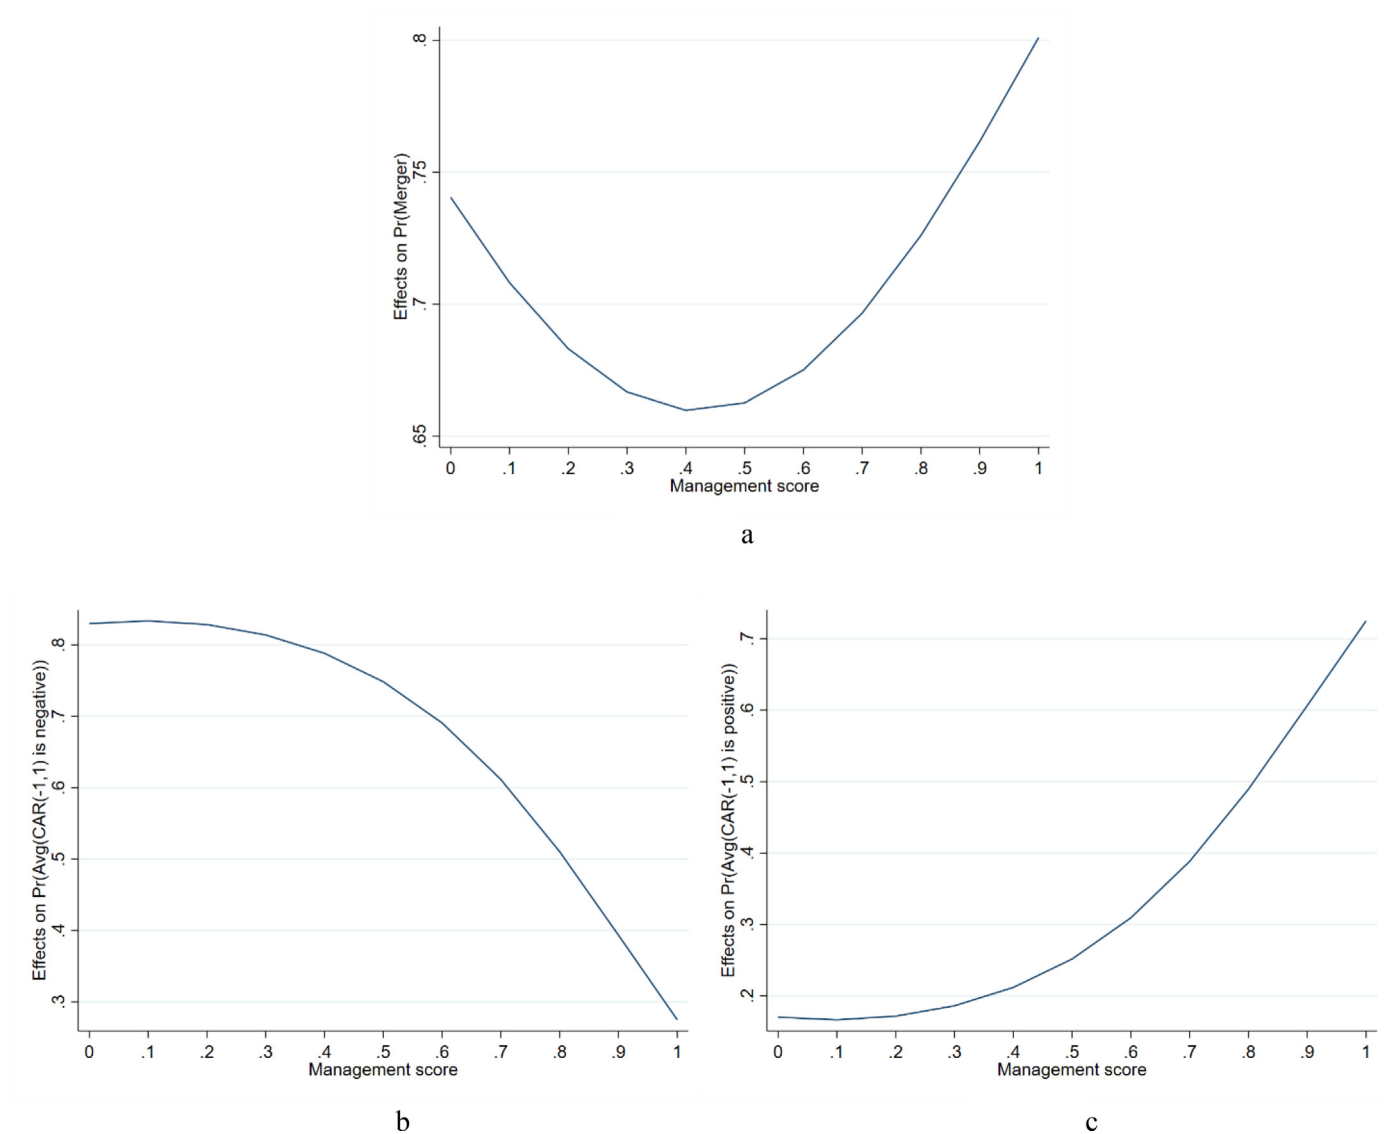 Effects on Pr(Merger)
.8
.75
.7
.65
0 .1 .2 .3 .4 .5 .6 .7 .8 .9 1
Management score
a
Effects on Pr(Avg(CAR(-1,1) is negative))
.8
.7
.6
.5
.4
.3
0 .1 .2 .3 .4 .5 .6 .7 .8 .9 1
Management score
b
Effects on Pr(Avg(CAR(-1,1) is positive))
.7
.6
.5
.4
.3
.2
0 .1 .2 .3 .4 .5 .6 .7 .8 .9 1
Management score
c